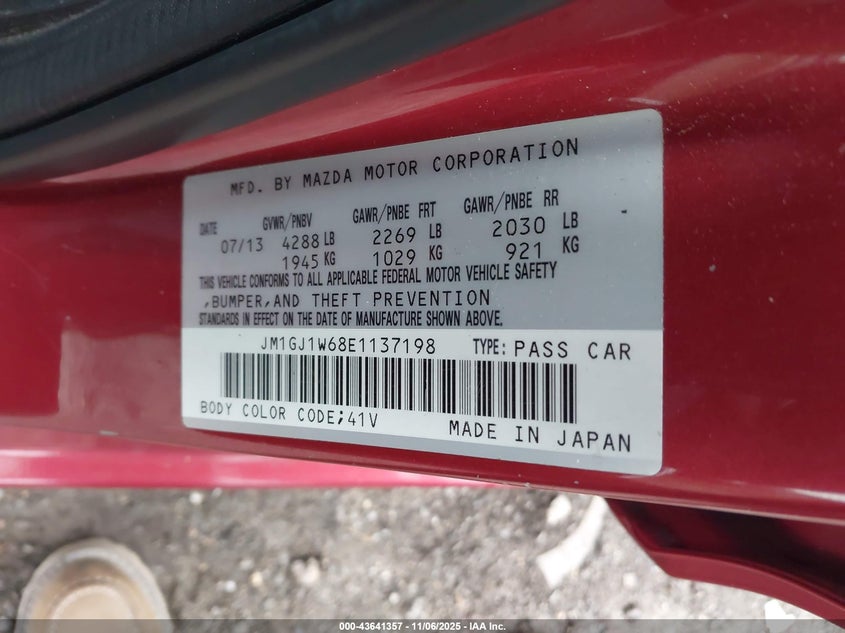 MFD. BY MAZDA MOTOR CORPORATION
DATE GVWR/PNBV GAWR/PNBE FRT GAWR/PNBE RR
07/13 4288 LB 2269 LB 2030 LB
1945 KG 1029 KG 921 KG
THIS VEHICLE CONFORMS TO ALL APPLICABLE FEDERAL MOTOR VEHICLE SAFETY
,BUMPER,AND THEFT PREVENTION
STANDARDS IN EFFECT ON THE DATE OF MANUFACTURE SHOWN ABOVE.
JM1GJ1W68E1137198 TYPE: PASS CAR
BODY COLOR CODE;41V MADE IN JAPAN
000-43641357 - 11/06/2025 - IAA Inc.